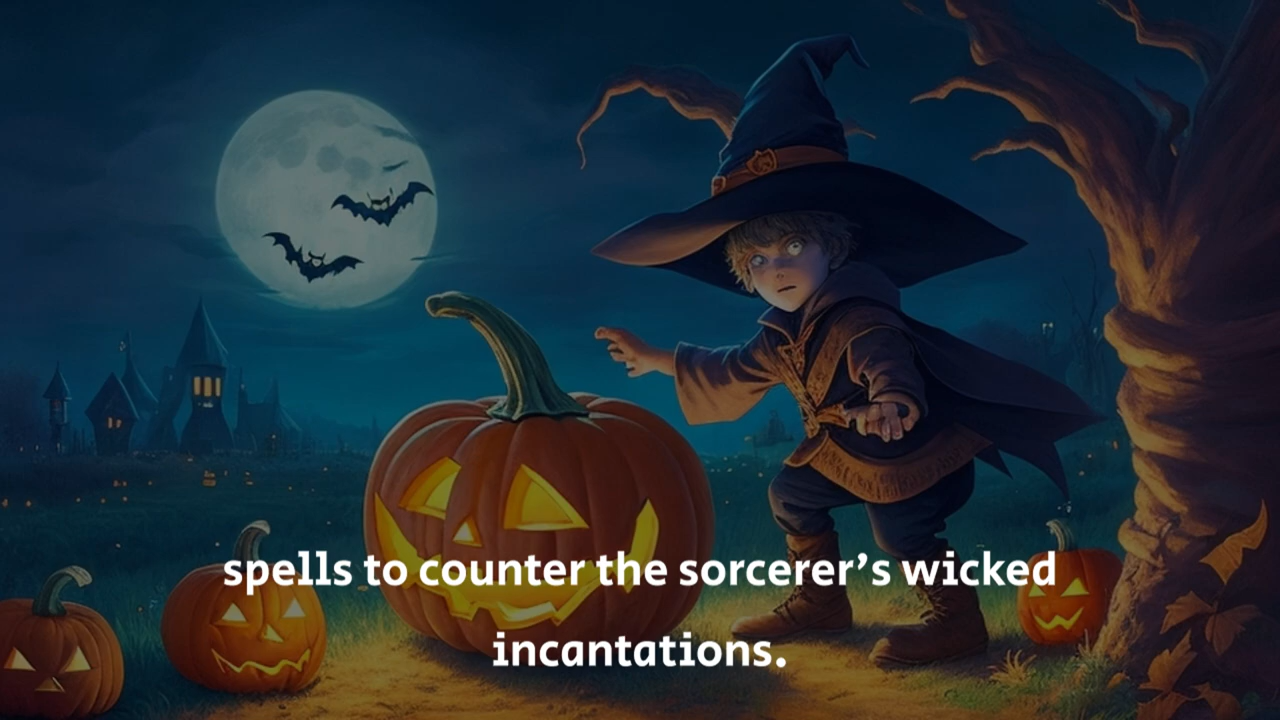 spells to counter the sorcerer’s wicked
incantations.